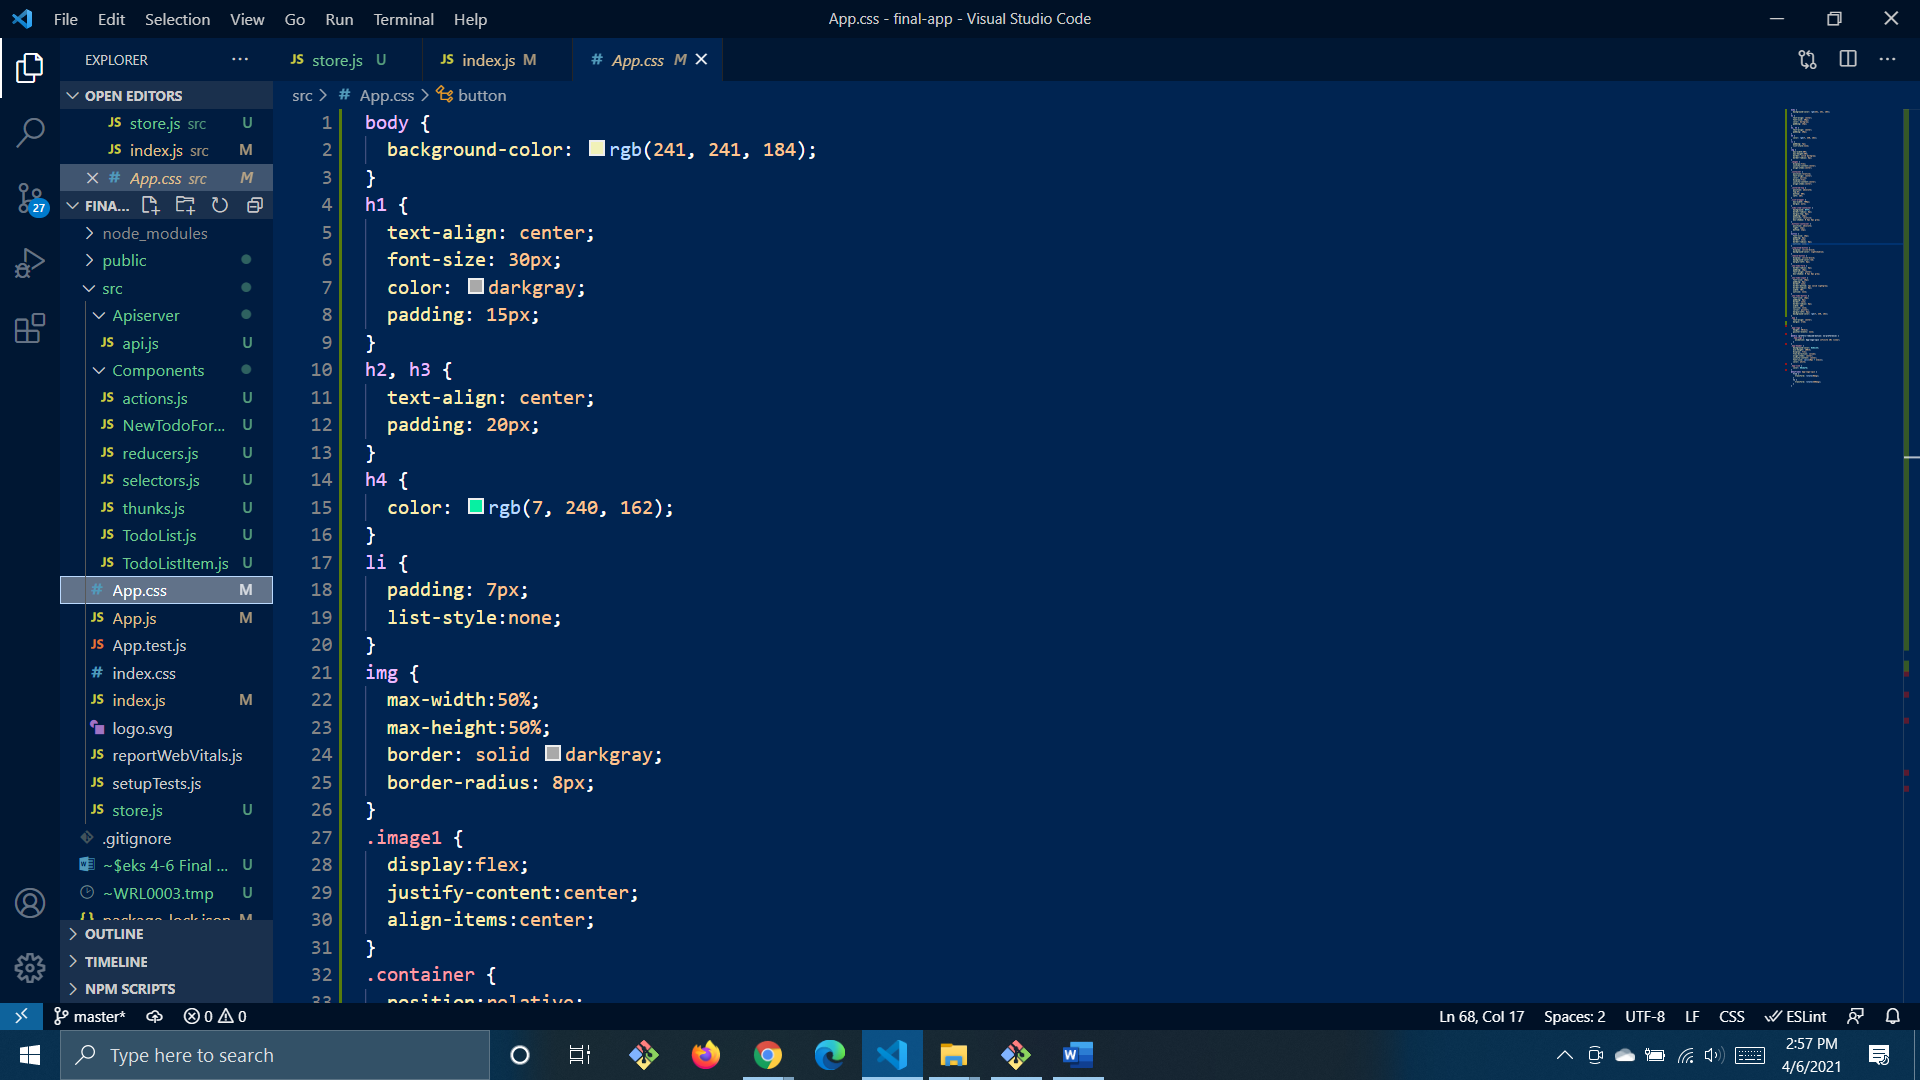 File Edit Selection View Go Run Terminal Help
App.css - final-app - Visual Studio Code
EXPLORER
JS store.js U
JS index.js M
# App.css M
OPEN EDITORS
JS store.js src U
JS index.js src M
# App.css src M
FINA...
node_modules
public
src
Apiserver
JS api.js U
Components
JS actions.js U
JS NewTodoFor... U
JS reducers.js U
JS selectors.js U
JS thunks.js U
JS TodoList.js U
JS TodoListItem.js U
# App.css M
JS App.js M
JS App.test.js
# index.css
JS index.js M
logo.svg
JS reportWebVitals.js
JS setupTests.js
JS store.js U
.gitignore
~$eks 4-6 Final ... U
~WRL0003.tmp U
{} package-lock.json M
OUTLINE
TIMELINE
NPM SCRIPTS
27
src > # App.css > button
1 body {
2 background-color: rgb(241, 241, 184);
3 }
4 h1 {
5 text-align: center;
6 font-size: 30px;
7 color: darkgray;
8 padding: 15px;
9 }
10 h2, h3 {
11 text-align: center;
12 padding: 20px;
13 }
14 h4 {
15 color: rgb(7, 240, 162);
16 }
17 li {
18 padding: 7px;
19 list-style:none;
20 }
21 img {
22 max-width:50%;
23 max-height:50%;
24 border: solid darkgray;
25 border-radius: 8px;
26 }
27 .image1 {
28 display:flex;
29 justify-content:center;
30 align-items:center;
31 }
32 .container {
33 position:relative;
master* 0 0
Ln 68, Col 17 Spaces: 2 UTF-8 LF CSS ESLint
Type here to search
2:57 PM
4/6/2021